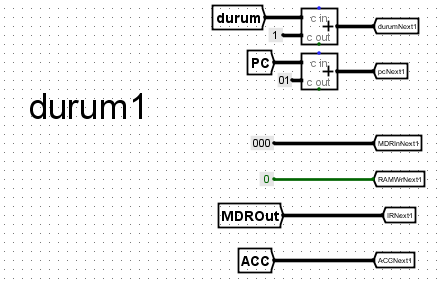 durum
c in
+
c out
1
durumNext1
PC
c in
+
c out
01
pcNext1
durum1
000
MDRInNext1
0
RAMWrNext1
MDROut
IRNext1
ACC
ACCNext1